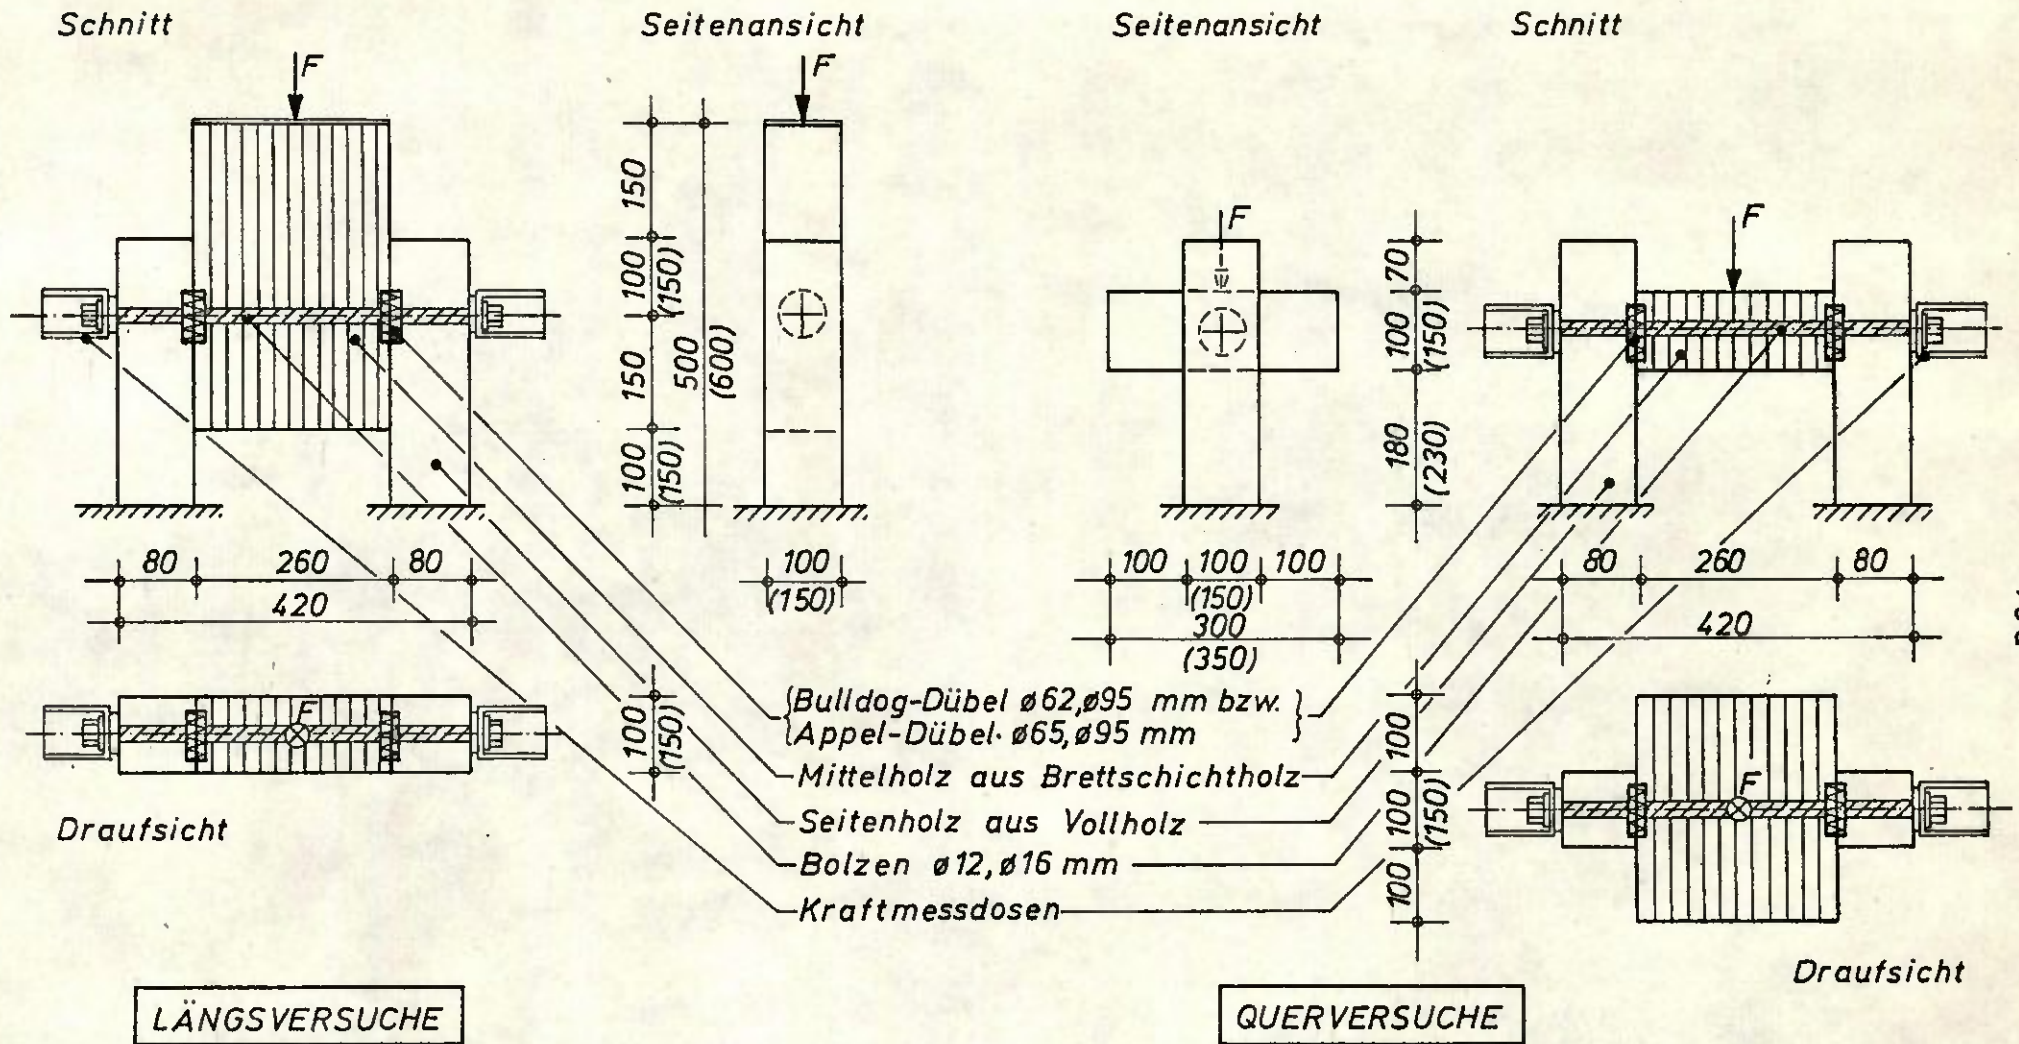 Schnitt
Seitenansicht
Seitenansicht
Schnitt
F
F
F
F
150
100
(150)
150
100
(150)
500
(600)
70
100
(150)
180
(230)
80 260 80
420
100
(150)
100 100 100
(150)
300
(350)
80 260 80
420
F
100
(150)
Bulldog-Dübel ø62,ø95 mm bzw.
Appel-Dübel· ø65,ø95 mm
Mittelholz aus Brettschichtholz
Seitenholz aus Vollholz
Bolzen ø12,ø16 mm
Kraftmessdosen
100
100
(150)
100
F
Draufsicht
Draufsicht
LÄNGSVERSUCHE
QUERVERSUCHE